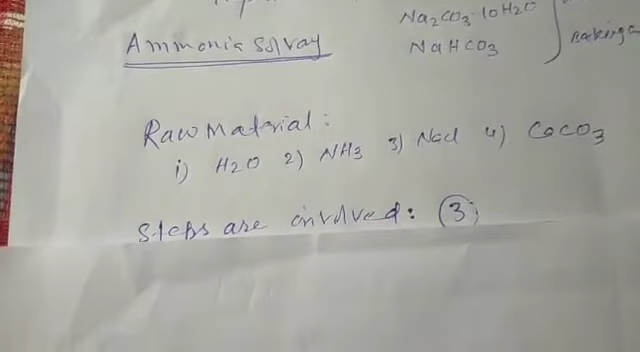 Na2CO3·10H2O
Ammonia Solvay
NaHCO3
Raw Material:
i) H2O 2) NH3 3) Nacl 4) CaCO3
Steps are involved: (3)